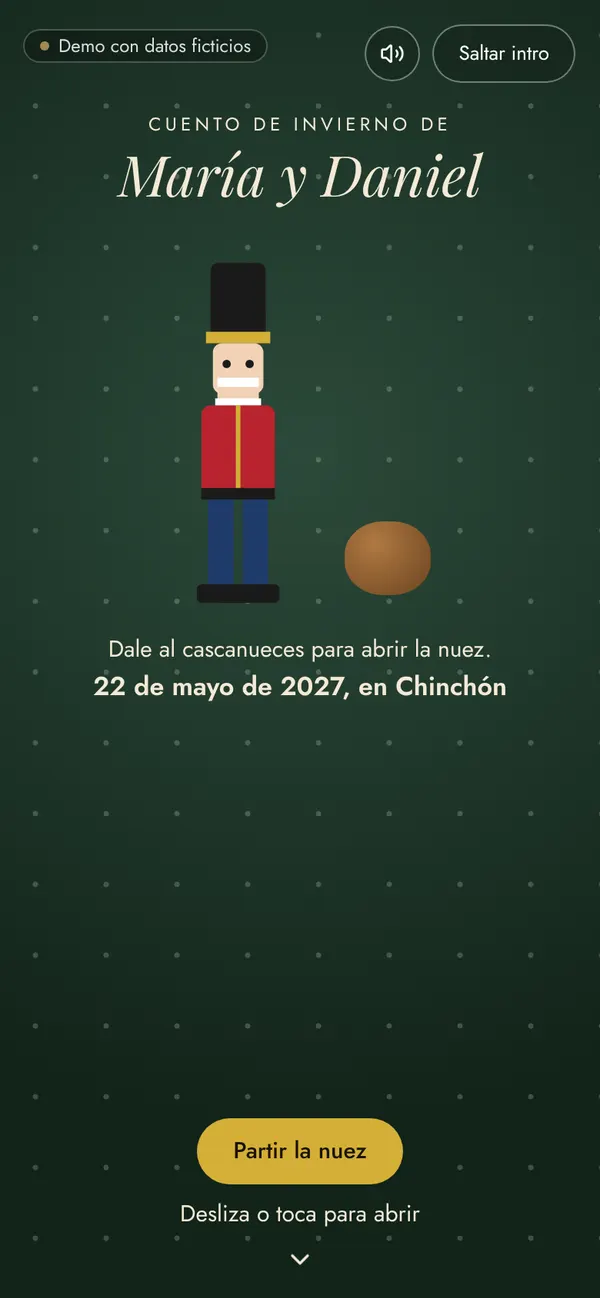 Demo con datos ficticios
Saltar intro
CUENTO DE INVIERNO DE
María y Daniel
Dale al cascanueces para abrir la nuez.
22 de mayo de 2027, en Chinchón
Partir la nuez
Desliza o toca para abrir